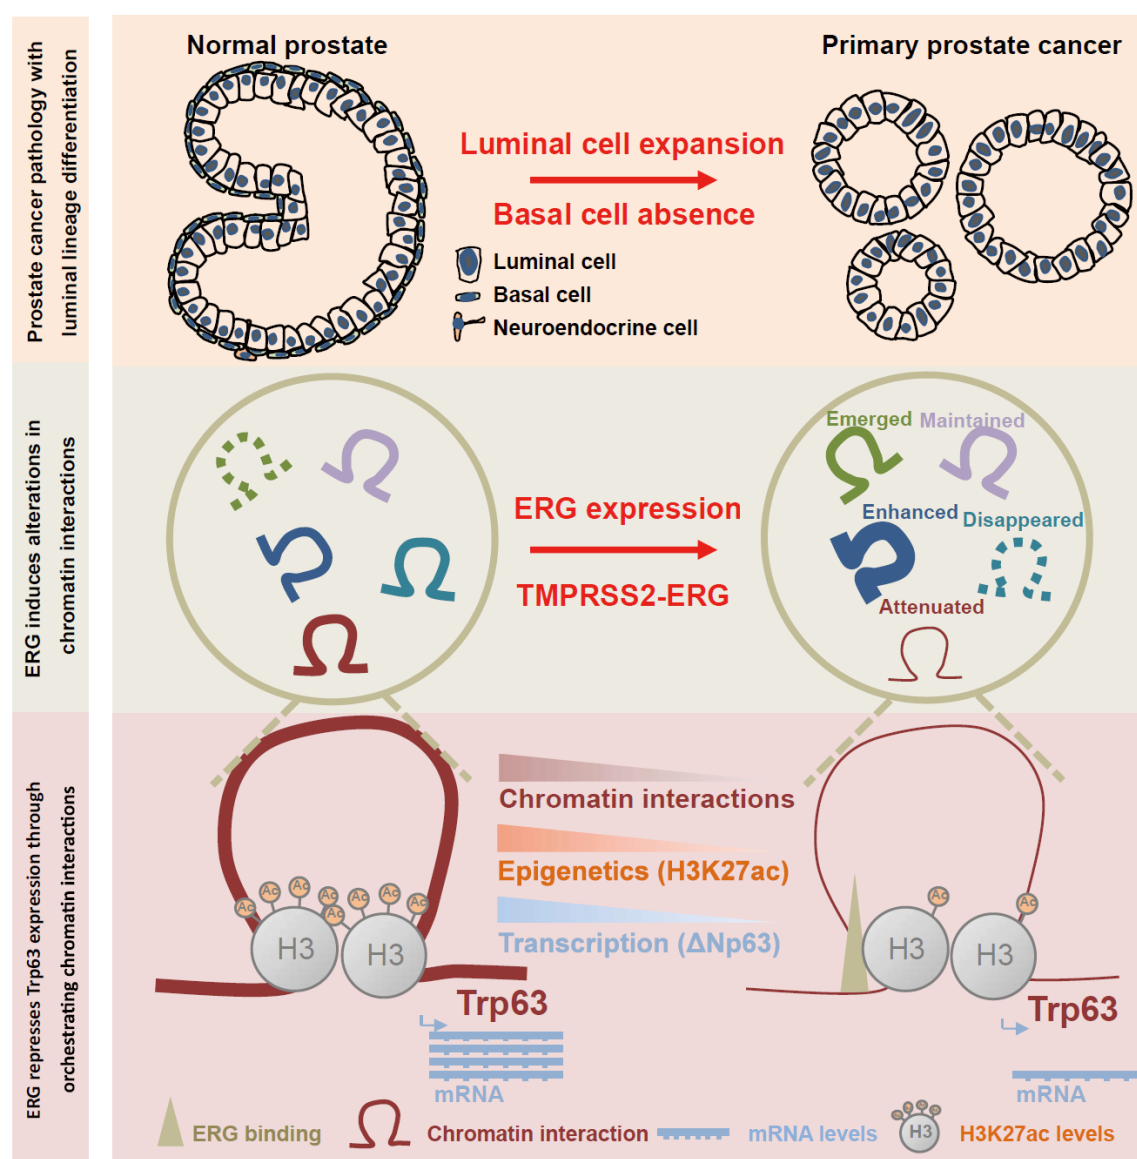 Prostate cancer pathology with
luminal lineage differentiation
Normal prostate
Primary prostate cancer
Luminal cell expansion
Basal cell absence
Luminal cell
Basal cell
Neuroendocrine cell
ERG induces alterations in
chromatin interactions
ERG expression
TMPRSS2-ERG
Emerged
Maintained
Enhanced
Disappeared
Attenuated
ERG represses Trp63 expression through
orchestrating chromatin interactions
Chromatin interactions
Epigenetics (H3K27ac)
Transcription (ΔNp63)
Ac
Ac
Ac
Ac
Ac
Ac
Ac
Ac
H3
H3
Trp63
mRNA
Ac
Ac
H3
H3
Trp63
mRNA
ERG binding
Chromatin interaction
mRNA levels
H3
H3K27ac levels